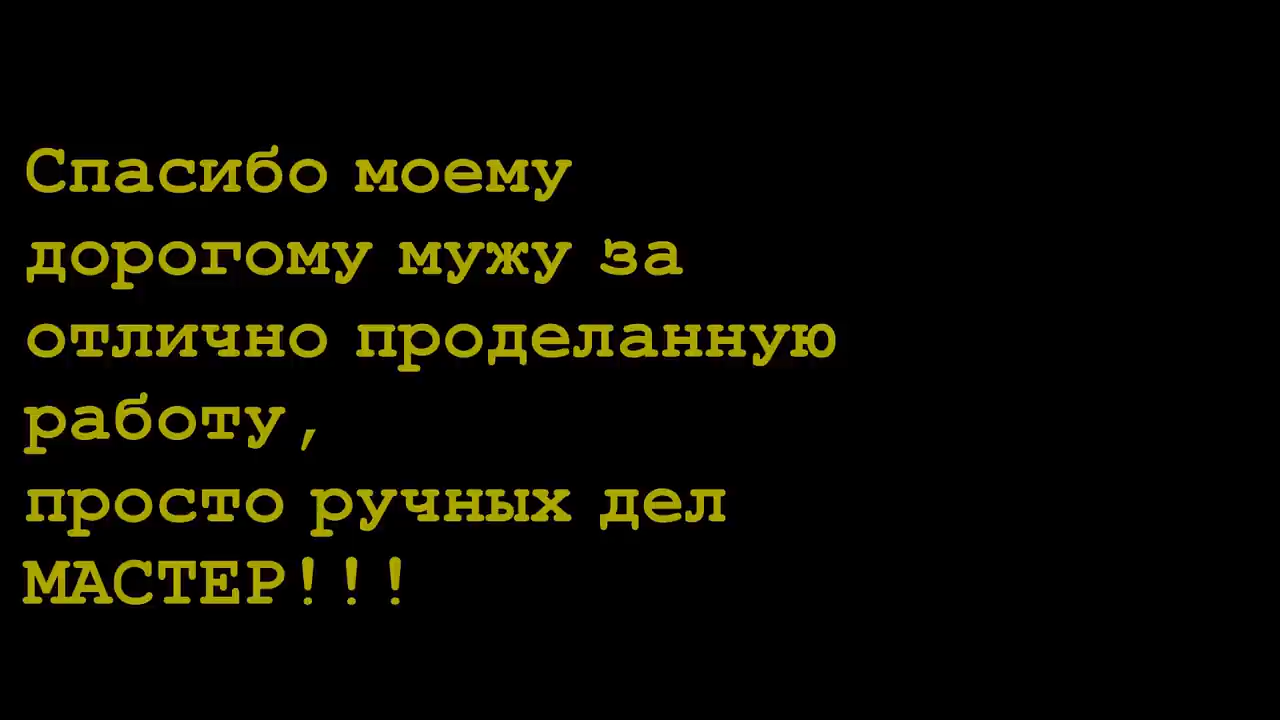 Спасибо моему
дорогому мужу за
отлично проделанную
работу,
просто ручных дел
МАСТЕР!!!